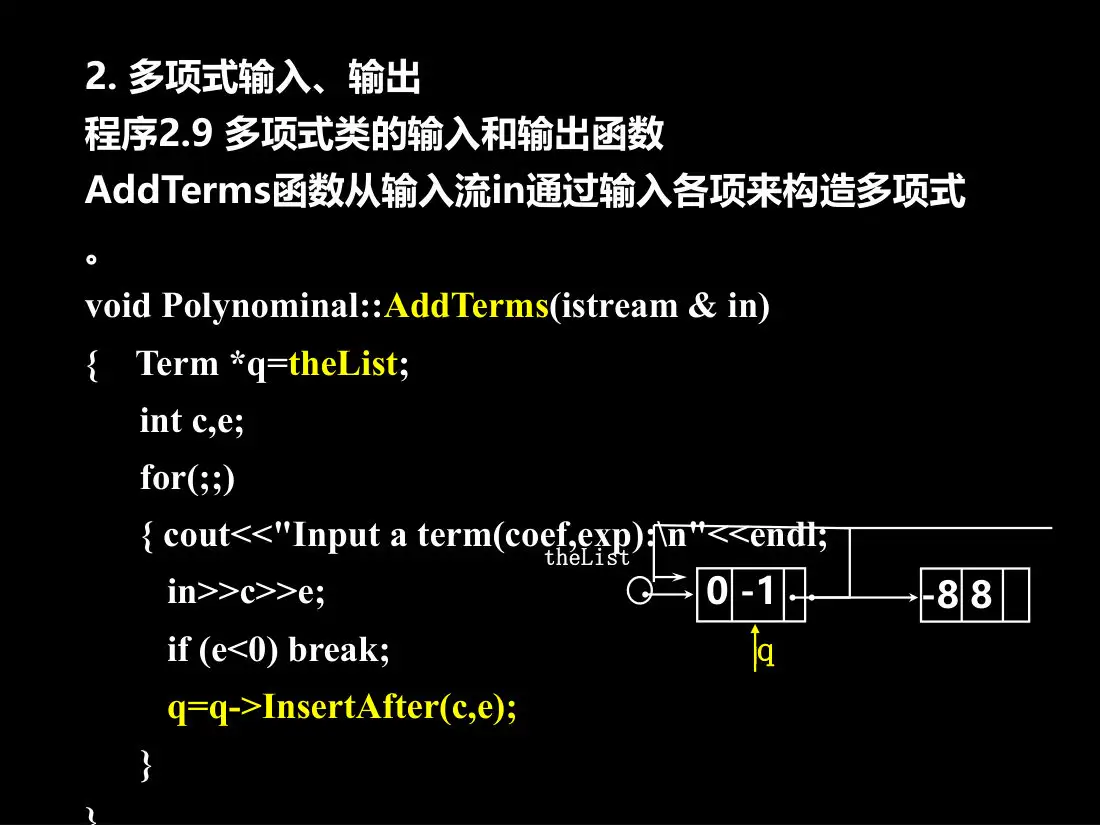 2. 多项式输入、输出
程序2.9 多项式类的输入和输出函数
AddTerms函数从输入流in通过输入各项来构造多项式
。
void Polynominal::AddTerms(istream & in)
{ Term *q=theList;
int c,e;
for(;;)
{ cout<<"Input a term(coef,exp):\n"<<endl;
theList
in>>c>>e;
0 -1
-8 8
if (e<0) break;
q
q=q->InsertAfter(c,e);
}
}